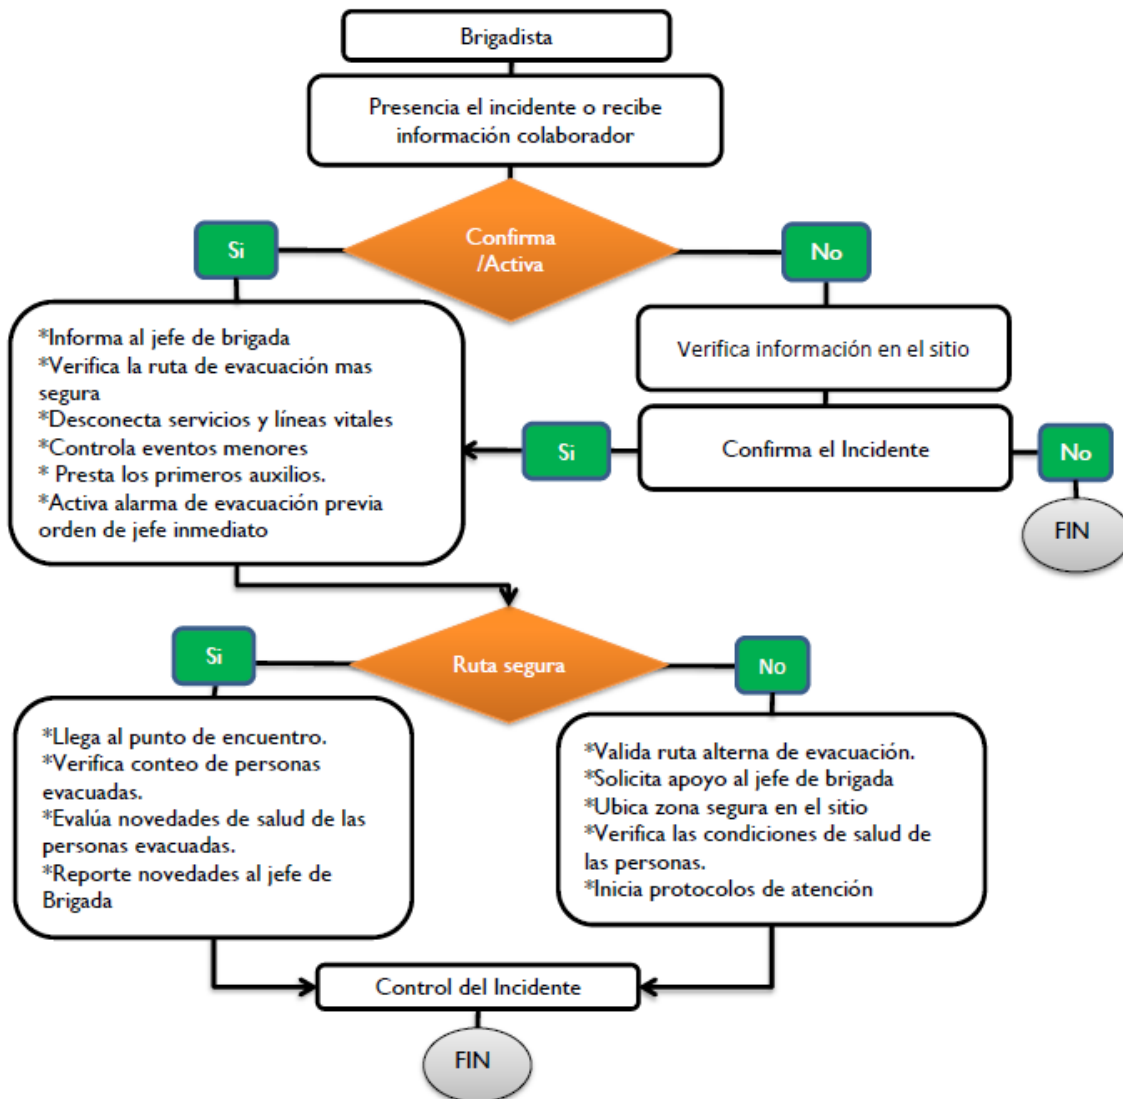 Brigadista
Presencia el incidente o recibe
información colaborador
Confirma
/Activa
Si
No
*Informa al jefe de brigada
*Verifica la ruta de evacuación mas
segura
*Desconecta servicios y líneas vitales
*Controla eventos menores
* Presta los primeros auxilios.
*Activa alarma de evacuación previa
orden de jefe inmediato
Verifica información en el sitio
Confirma el Incidente
Si
No
FIN
Ruta segura
Si
No
*Llega al punto de encuentro.
*Verifica conteo de personas
evacuadas.
*Evalúa novedades de salud de las
personas evacuadas.
*Reporte novedades al jefe de
Brigada
*Valida ruta alterna de evacuación.
*Solicita apoyo al jefe de brigada
*Ubica zona segura en el sitio
*Verifica las condiciones de salud de
las personas.
*Inicia protocolos de atención
Control del Incidente
FIN